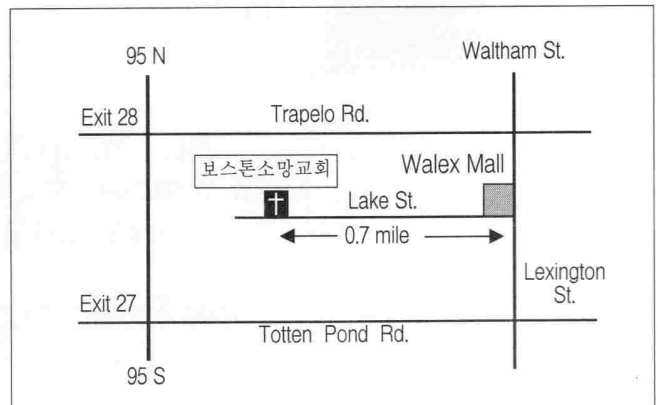 95 N
Waltham St.
Exit 28
Trapelo Rd.
보스톤소망교회
Walex Mall
Lake St.
0.7 mile
Lexington
St.
Exit 27
Totten Pond Rd.
95 S